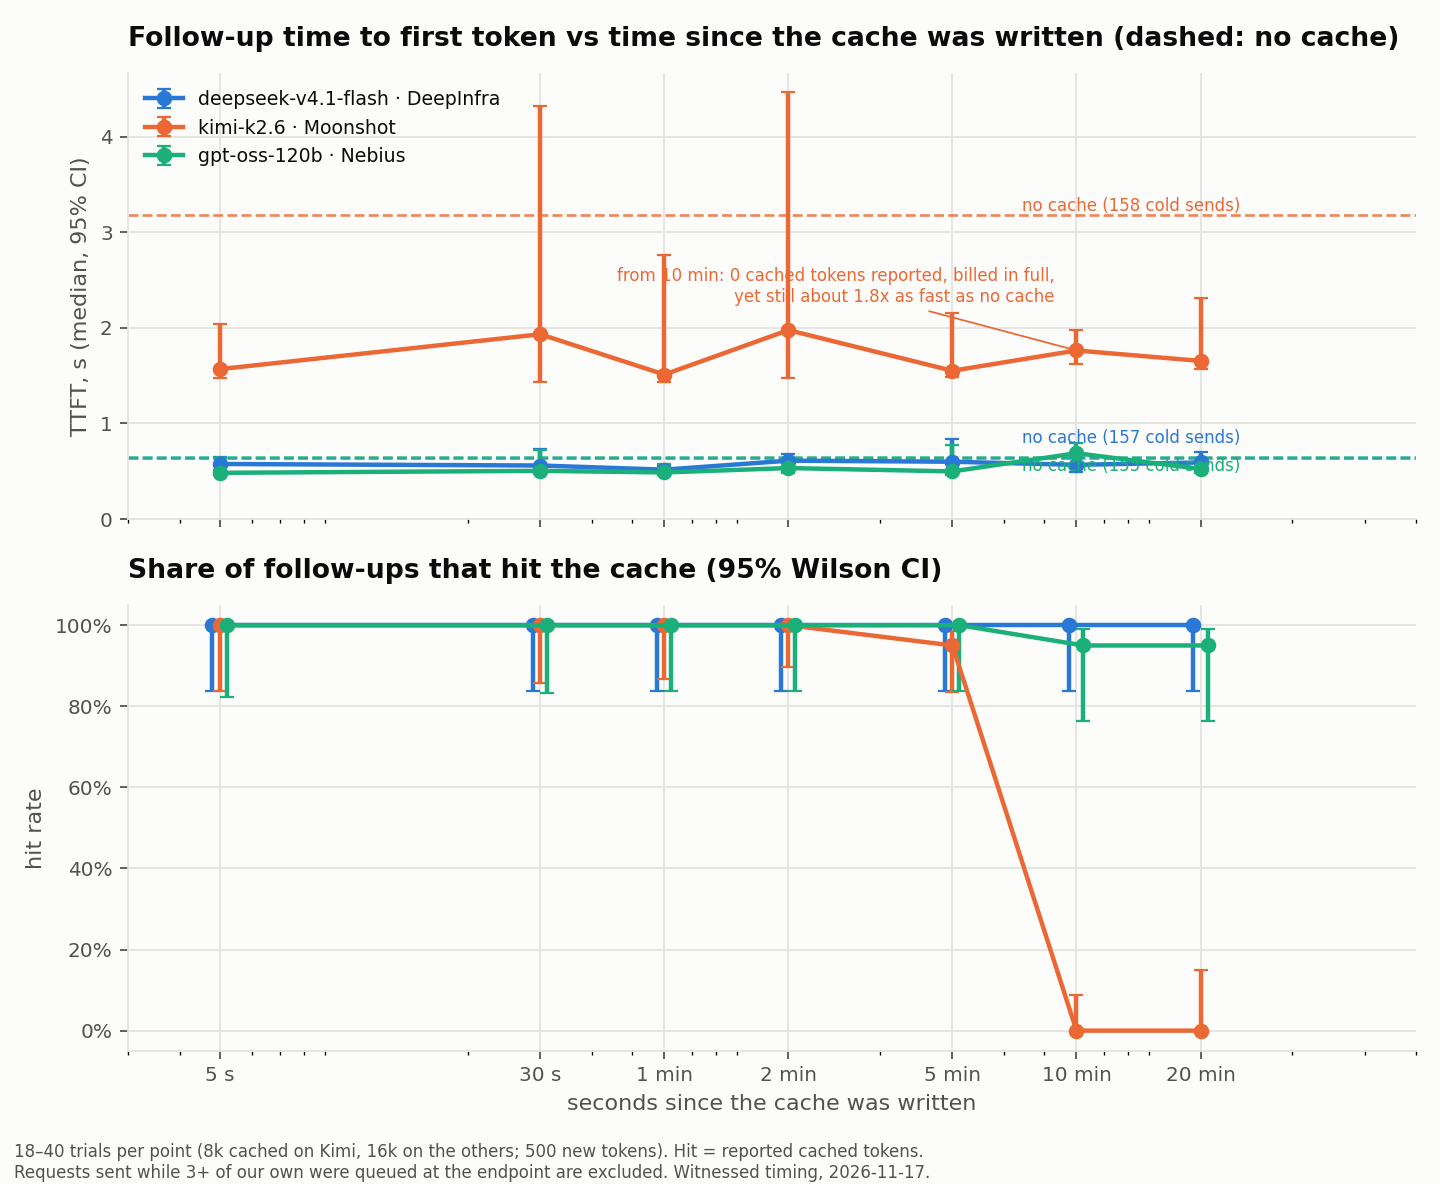 Follow-up time to first token vs time since the cache was written (dashed: no cache)
deepseek-v4.1-flash · DeepInfra
kimi-k2.6 · Moonshot
gpt-oss-120b · Nebius
TTFT, s (median, 95% CI)
4
3
2
1
0
no cache (158 cold sends)
from 10 min: 0 cached tokens reported, billed in full,
yet still about 1.8x as fast as no cache
no cache (157 cold sends)
no cache (155 cold sends)
Share of follow-ups that hit the cache (95% Wilson CI)
hit rate
100%
80%
60%
40%
20%
0%
5 s
30 s
1 min
2 min
5 min
10 min
20 min
seconds since the cache was written
18–40 trials per point (8k cached on Kimi, 16k on the others; 500 new tokens). Hit = reported cached tokens.
Requests sent while 3+ of our own were queued at the endpoint are excluded. Witnessed timing, 2026-11-17.